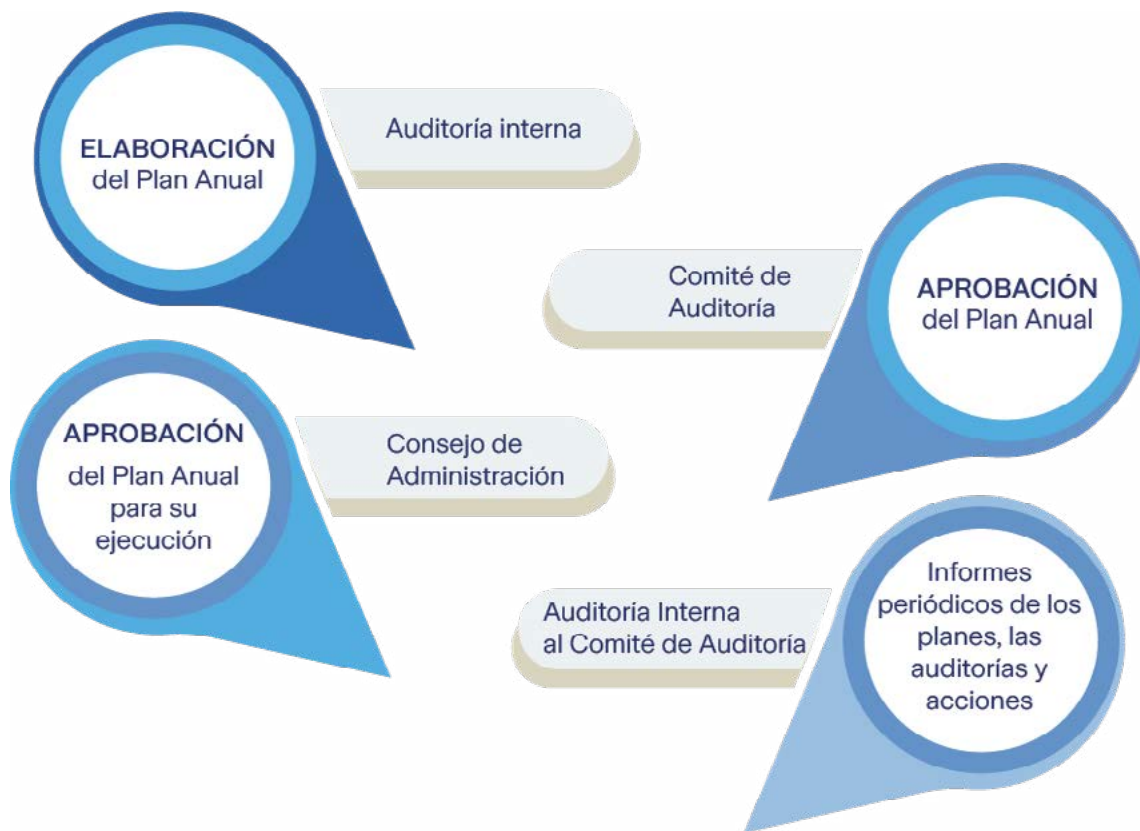 ELABORACIÓN
del Plan Anual
Auditoría interna
Comité de
Auditoría
APROBACIÓN
del Plan Anual
APROBACIÓN
del Plan Anual
para su
ejecución
Consejo de
Administración
Auditoría Interna
al Comité de Auditoría
Informes
periódicos de los
planes, las
auditorías y
acciones